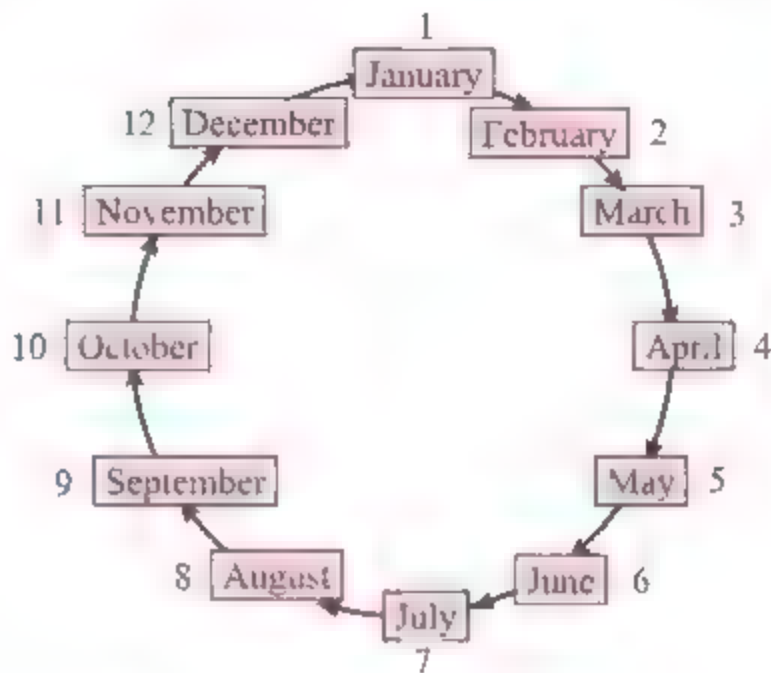 1
January
February 2
March 3
April 4
May 5
June 6
July
7
8 August
9 September
10 October
11 November
12 December